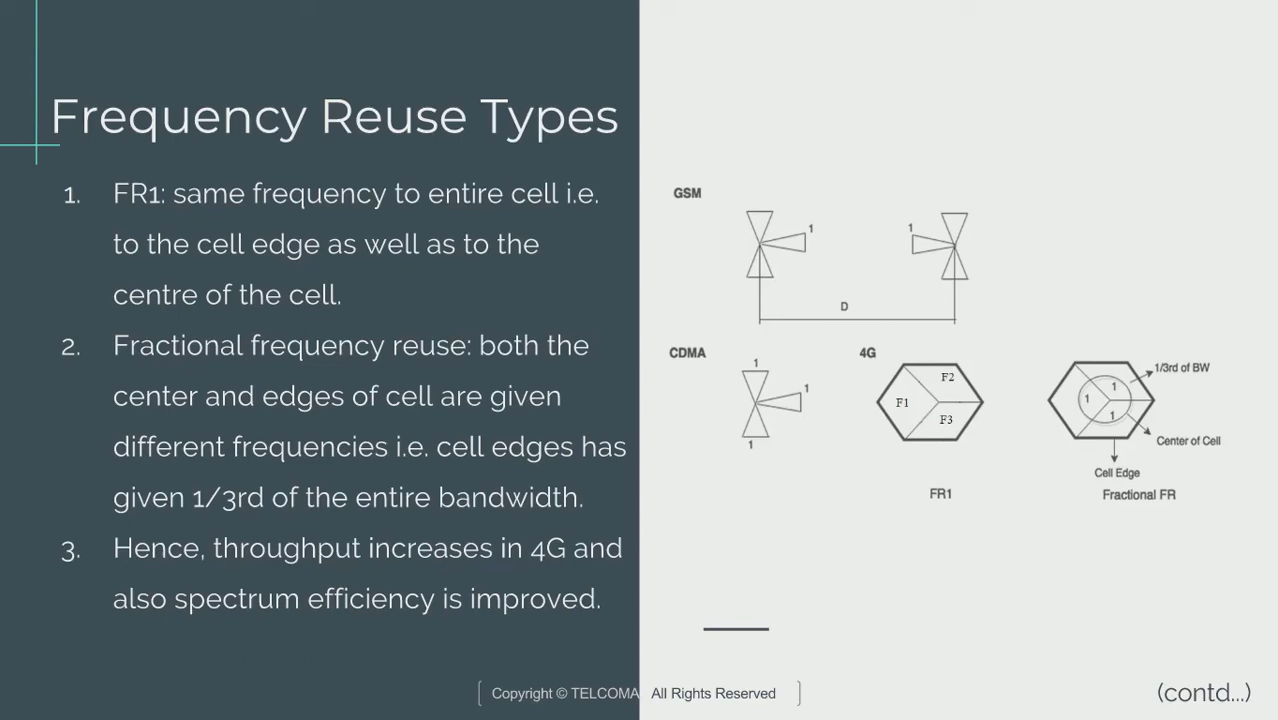 Frequency Reuse Types
1. FR1: same frequency to entire cell i.e.
to the cell edge as well as to the
centre of the cell.
2. Fractional frequency reuse: both the
center and edges of cell are given
different frequencies i.e. cell edges has
given 1/3rd of the entire bandwidth.
3. Hence, throughput increases in 4G and
also spectrum efficiency is improved.
GSM
1
1
D
CDMA
1
1
1
4G
F2
F1
F3
FR1
1/3rd of BW
1
1
1
Center of Cell
Cell Edge
Fractional FR
Copyright © TELCOMA. All Rights Reserved
(contd...)